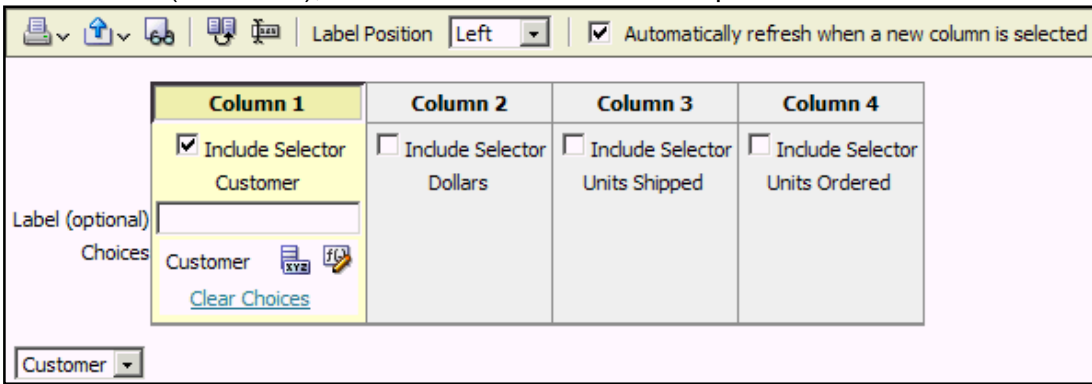 Label Position Left Automatically refresh when a new column is selected
Column 1 Column 2 Column 3 Column 4
Include Selector Include Selector Include Selector Include Selector
Customer Dollars Units Shipped Units Ordered
Label (optional)
Choices Customer XYZ f(...)
Clear Choices
Customer